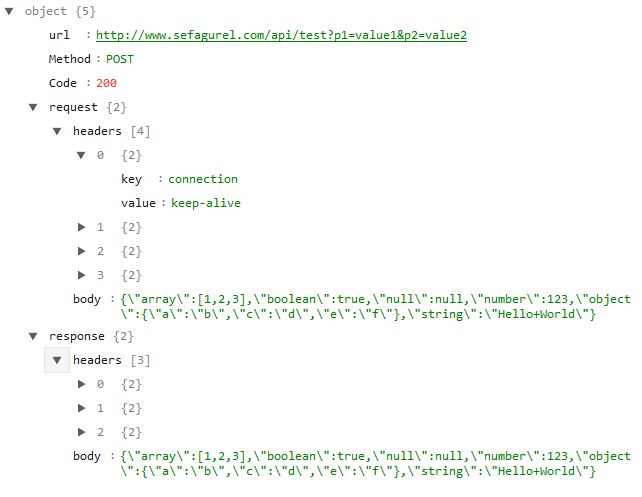 object {5}
url : http://www.sefagurel.com/api/test?p1=value1&p2=value2
Method : POST
Code : 200
request {2}
headers [4]
0 {2}
key : connection
value : keep-alive
1 {2}
2 {2}
3 {2}
body : {\"array\":[1,2,3],\"boolean\":true,\"null\":null,\"number\":123,\"object
\":{\"a\":\"b\",\"c\":\"d\",\"e\":\"f\"},\"string\":\"Hello+World\"}
response {2}
headers [3]
0 {2}
1 {2}
2 {2}
body : {\"array\":[1,2,3],\"boolean\":true,\"null\":null,\"number\":123,\"object
\":{\"a\":\"b\",\"c\":\"d\",\"e\":\"f\"},\"string\":\"Hello+World\"}